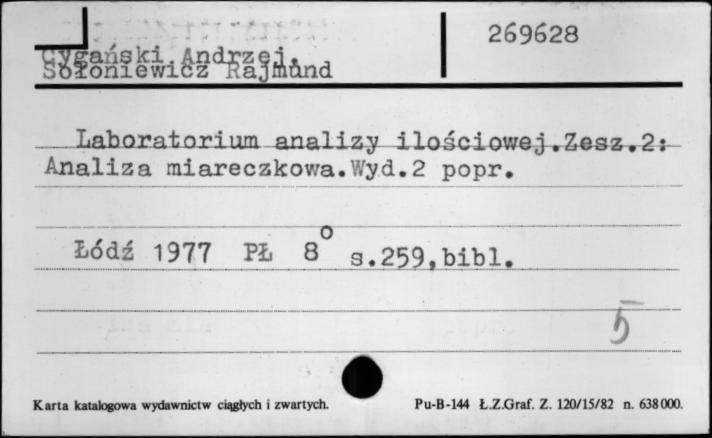 269628
Cygański Andrzej,
Sołoniewicz Rajmund
Laboratorium analizy ilościowej.Zesz.2:
Analiza miareczkowa.Wyd.2 popr.
Łódź 1977 PŁ 8° s.259,bibl.
5
Karta katalogowa wydawnictw ciągłych i zwartych.
Pu-B-144 Ł.Z.Graf. Z. 120/15/82 n. 638000.